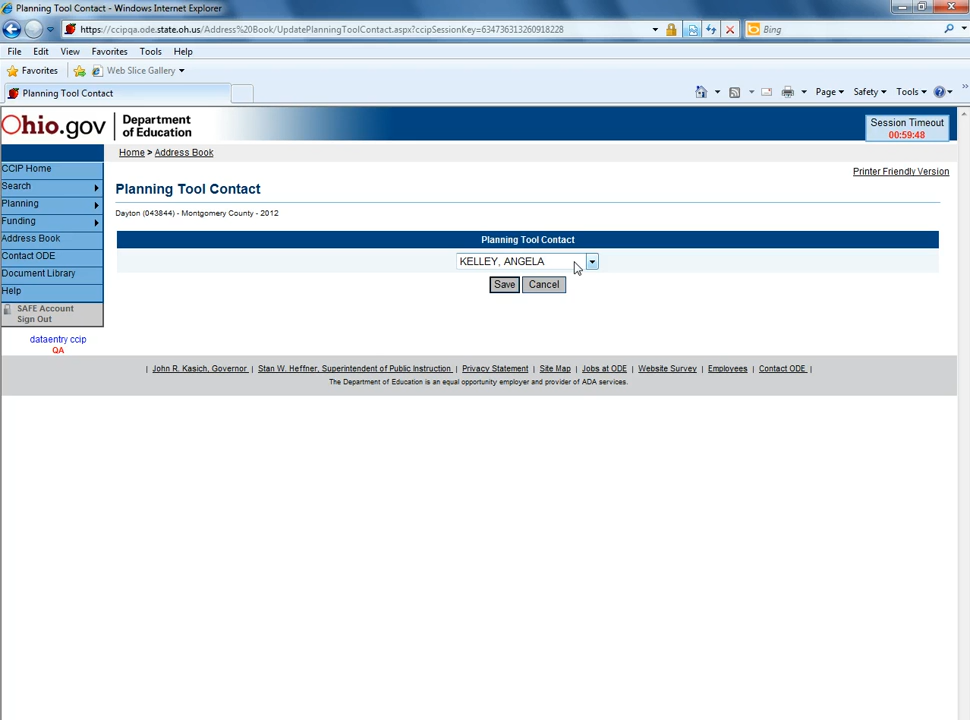 Planning Tool Contact - Windows Internet Explorer
https://ccipqa.ode.state.oh.us/Address%20Book/UpdatePlanningToolContact.aspx?ccipSessionKey=634736313260918228
Bing
File Edit View Favorites Tools Help
Favorites Web Slice Gallery
Planning Tool Contact
Page Safety Tools
Ohio.gov
Department
of Education
Session Timeout
00:59:48
Home > Address Book
Printer Friendly Version
CCIP Home
Search
Planning
Funding
Address Book
Contact ODE
Document Library
Help
SAFE Account
Sign Out
dataentry ccip
QA
Planning Tool Contact
Dayton (043844) - Montgomery County - 2012
Planning Tool Contact
KELLEY, ANGELA
Save Cancel
| John R. Kasich, Governor | Stan W. Heffner, Superintendent of Public Instruction | Privacy Statement | Site Map | Jobs at ODE | Website Survey | Employees | Contact ODE |
The Department of Education is an equal opportunity employer and provider of ADA services.